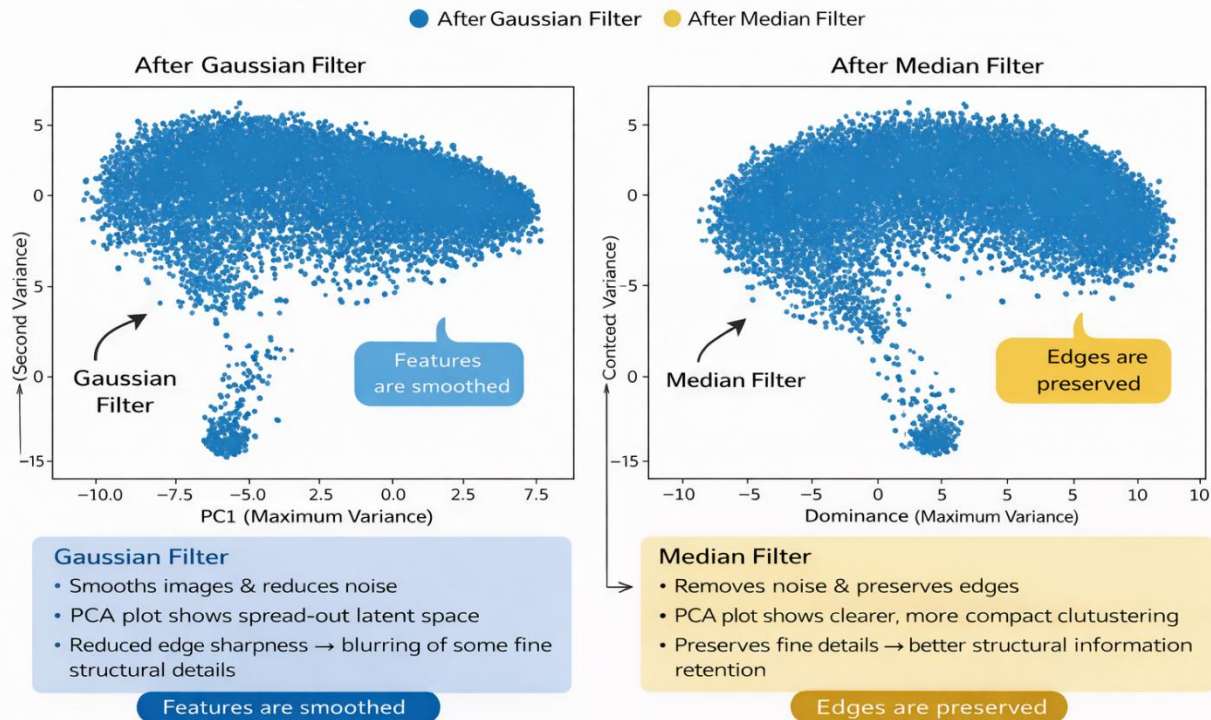 After Gaussian Filter After Median Filter
After Gaussian Filter
5
0
5
0
−15
(Second Variance)
Gaussian
Filter
Features
are smoothed
−10.0 −7.5 −2.5 0.0 2.5 7.5
PC1 (Maximum Variance)
After Median Filter
5
0
−5
0
−15
Contced Variance)
Median Filter
Edges are
preserved
−10 −5 0 5 5 5 10 10
Dominance (Maximum Variance)
Gaussian Filter
• Smooths images & reduces noise
• PCA plot shows spread-out latent space
• Reduced edge sharpness → blurring of some fine
structural details
Features are smoothed
Median Filter
• Removes noise & preserves edges
• PCA plot shows clearer, more compact clutustering
• Preserves fine details → better structural information
retention
Edges are preserved